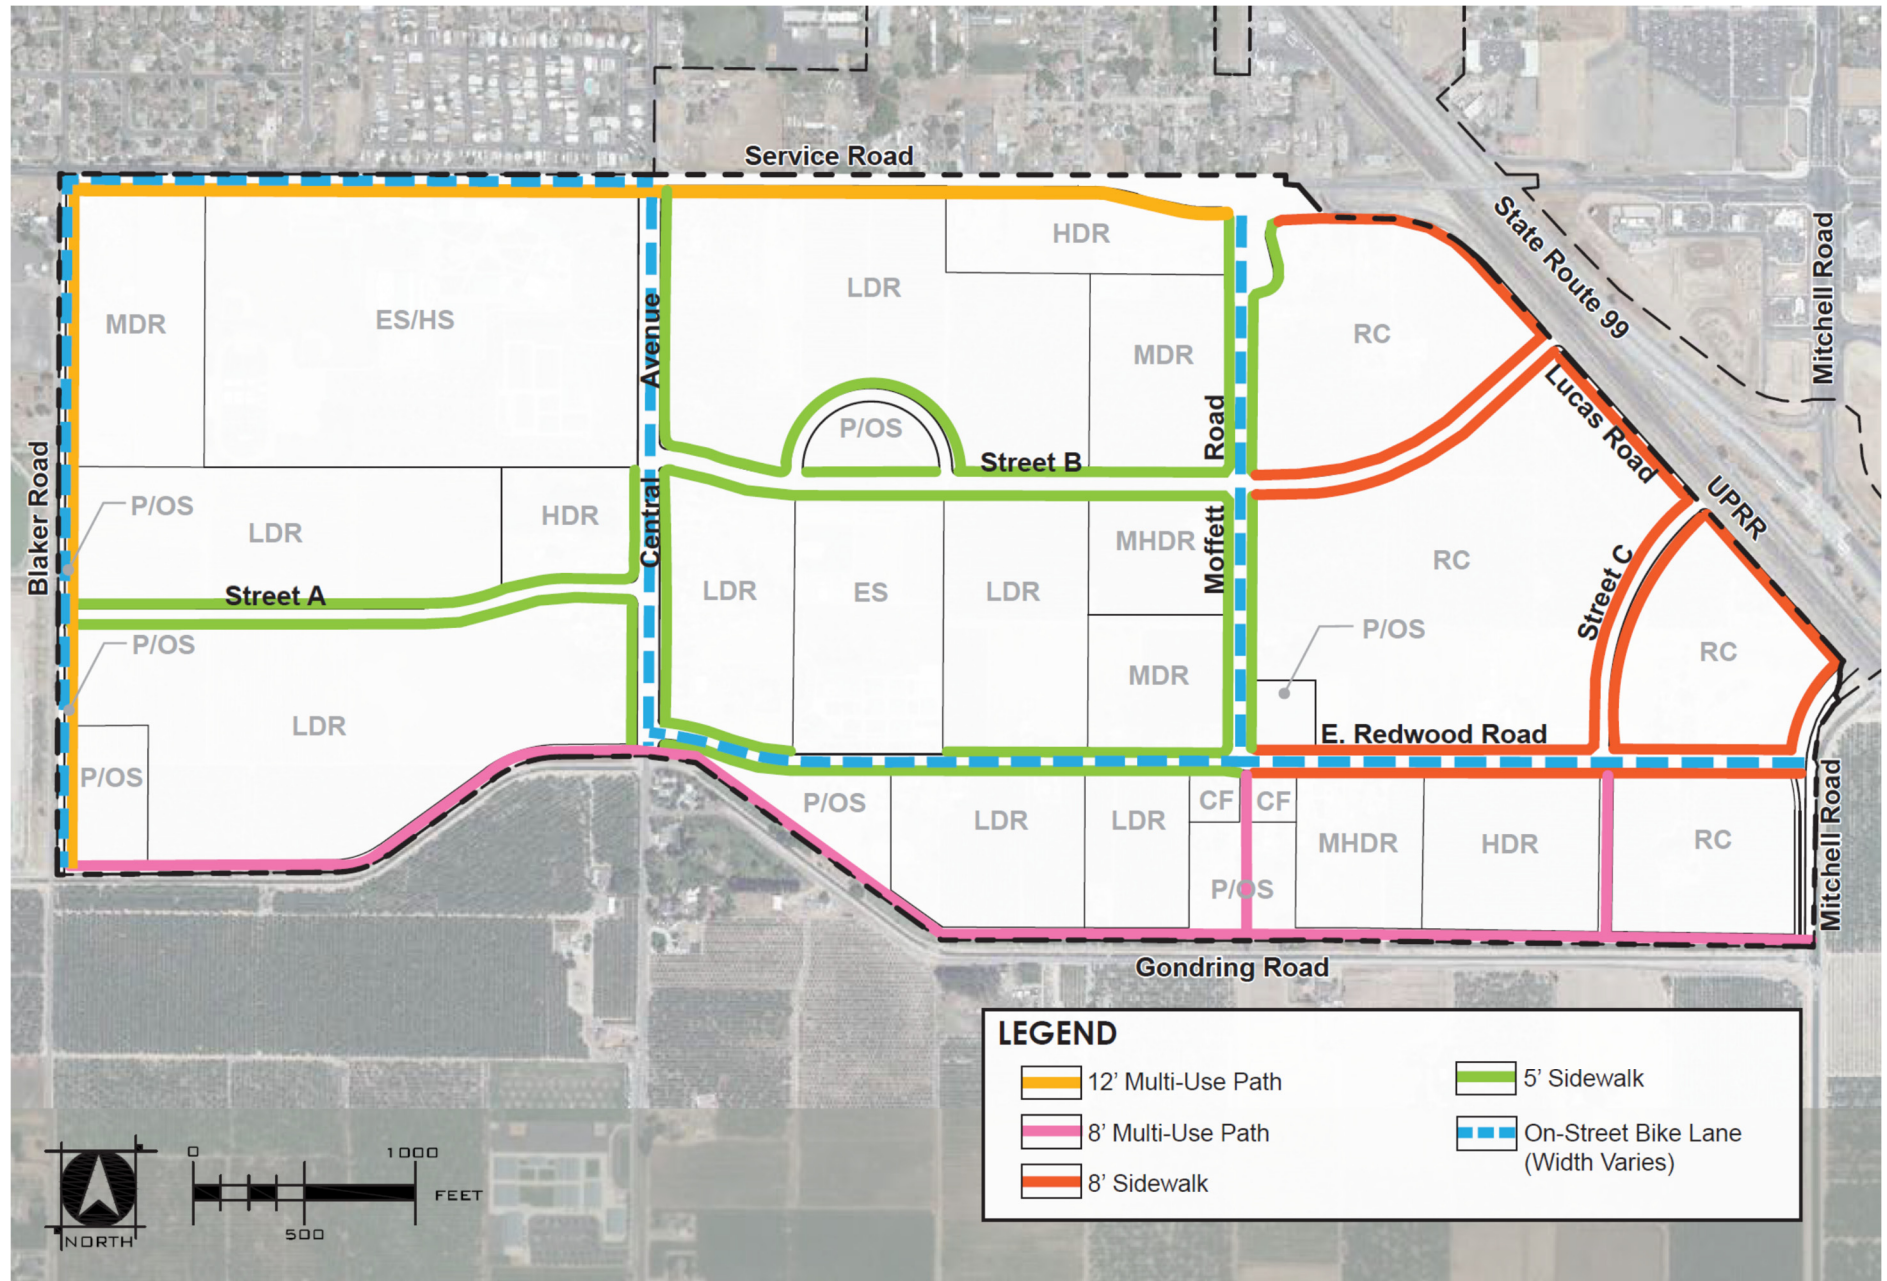 Service Road
HDR
LDR
MDR
ES/HS
State Route 99
Mitchell Road
RC
Avenue
MDR
Lucas Road
Road
P/OS
Street B
Blaker Road
P/OS
LDR
HDR
Central
MHDR
Moffett
UPRR
RC
Street C
Street A
LDR
ES
LDR
P/OS
P/OS
RC
MDR
LDR
E. Redwood Road
P/OS
P/OS
LDR
LDR
CF
CF
MHDR
HDR
RC
Mitchell Road
P/OS
Gondring Road
LEGEND
12' Multi-Use Path
8' Multi-Use Path
8' Sidewalk
5' Sidewalk
On-Street Bike Lane
(Width Varies)
0
1000
FEET
500
NORTH